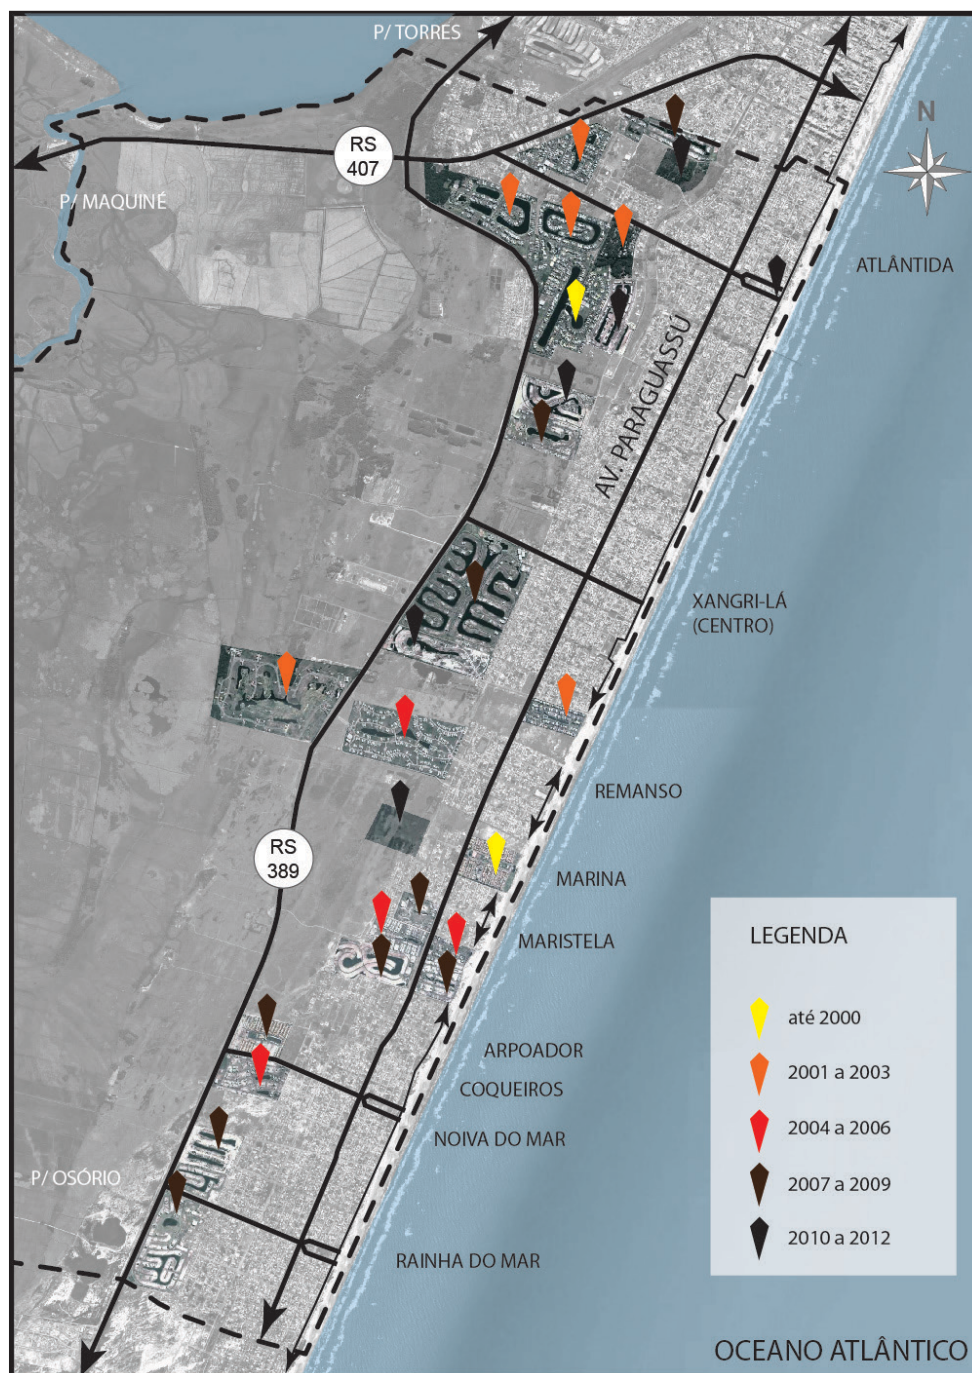 P/ TORRES
N
RS
407
P/ MAQUINÉ
ATLÂNTIDA
AV. PARAGUASSÚ
XANGRI-LÁ
(CENTRO)
REMANSO
RS
389
MARINA
MARISTELA
LEGENDA
até 2000
2001 a 2003
2004 a 2006
2007 a 2009
2010 a 2012
ARPOADOR
COQUEIROS
NOIVA DO MAR
P/ OSÓRIO
RAINHA DO MAR
OCEANO ATLÂNTICO